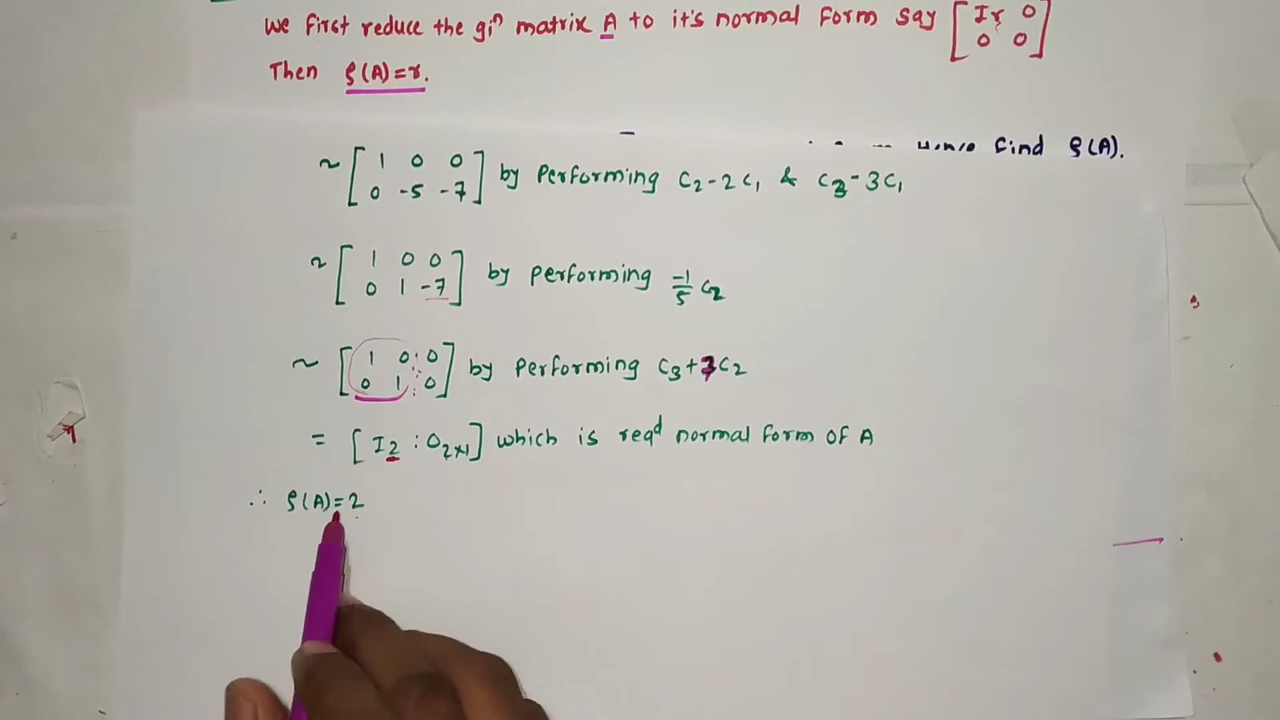 We first reduce the giⁿ matrix A to it's normal form say [Ir 0
0 0]
Then ρ(A)=r.
Find ρ(A).
~ [1 0 0
0 -5 -7] by performing C₂-2C₁ & C₃-3C₁
~ [1 0 0
0 1 -7] by performing -1/5 C₂
~ [1 0 : 0
0 1 : 0] by performing C₃+7C₂
= [I₂ : O₂ₓ₁] which is reqᵈ normal form of A
∴ ρ(A)=2